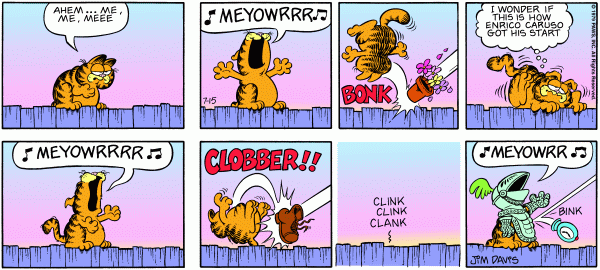 AHEM... ME,
ME, MEEE
MEYOWRRR
7-15
BONK
I WONDER IF
THIS IS HOW
ENRICO CARUSO
GOT HIS START
MEYOWRRRR
CLOBBER!!
CLINK
CLINK
CLANK
MEYOWRR
BINK
JIM DAVIS